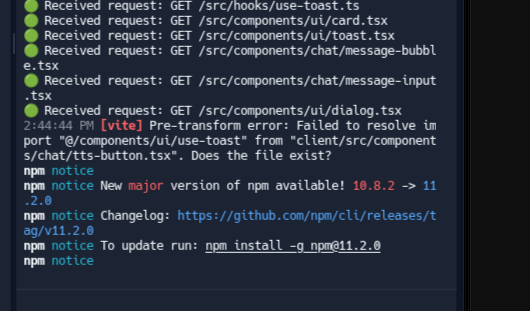 Received request: GET /src/hooks/use-toast.ts
Received request: GET /src/components/ui/card.tsx
Received request: GET /src/components/ui/toast.tsx
Received request: GET /src/components/chat/message-bubbl
e.tsx
Received request: GET /src/components/chat/message-input
.tsx
Received request: GET /src/components/ui/dialog.tsx
2:44:44 PM [vite] Pre-transform error: Failed to resolve im
port "@/components/ui/use-toast" from "client/src/component
s/chat/tts-button.tsx". Does the file exist?
npm notice
npm notice New major version of npm available! 10.8.2 -> 11
.2.0
npm notice Changelog: https://github.com/npm/cli/releases/t
ag/v11.2.0
npm notice To update run: npm install -g npm@11.2.0
npm notice